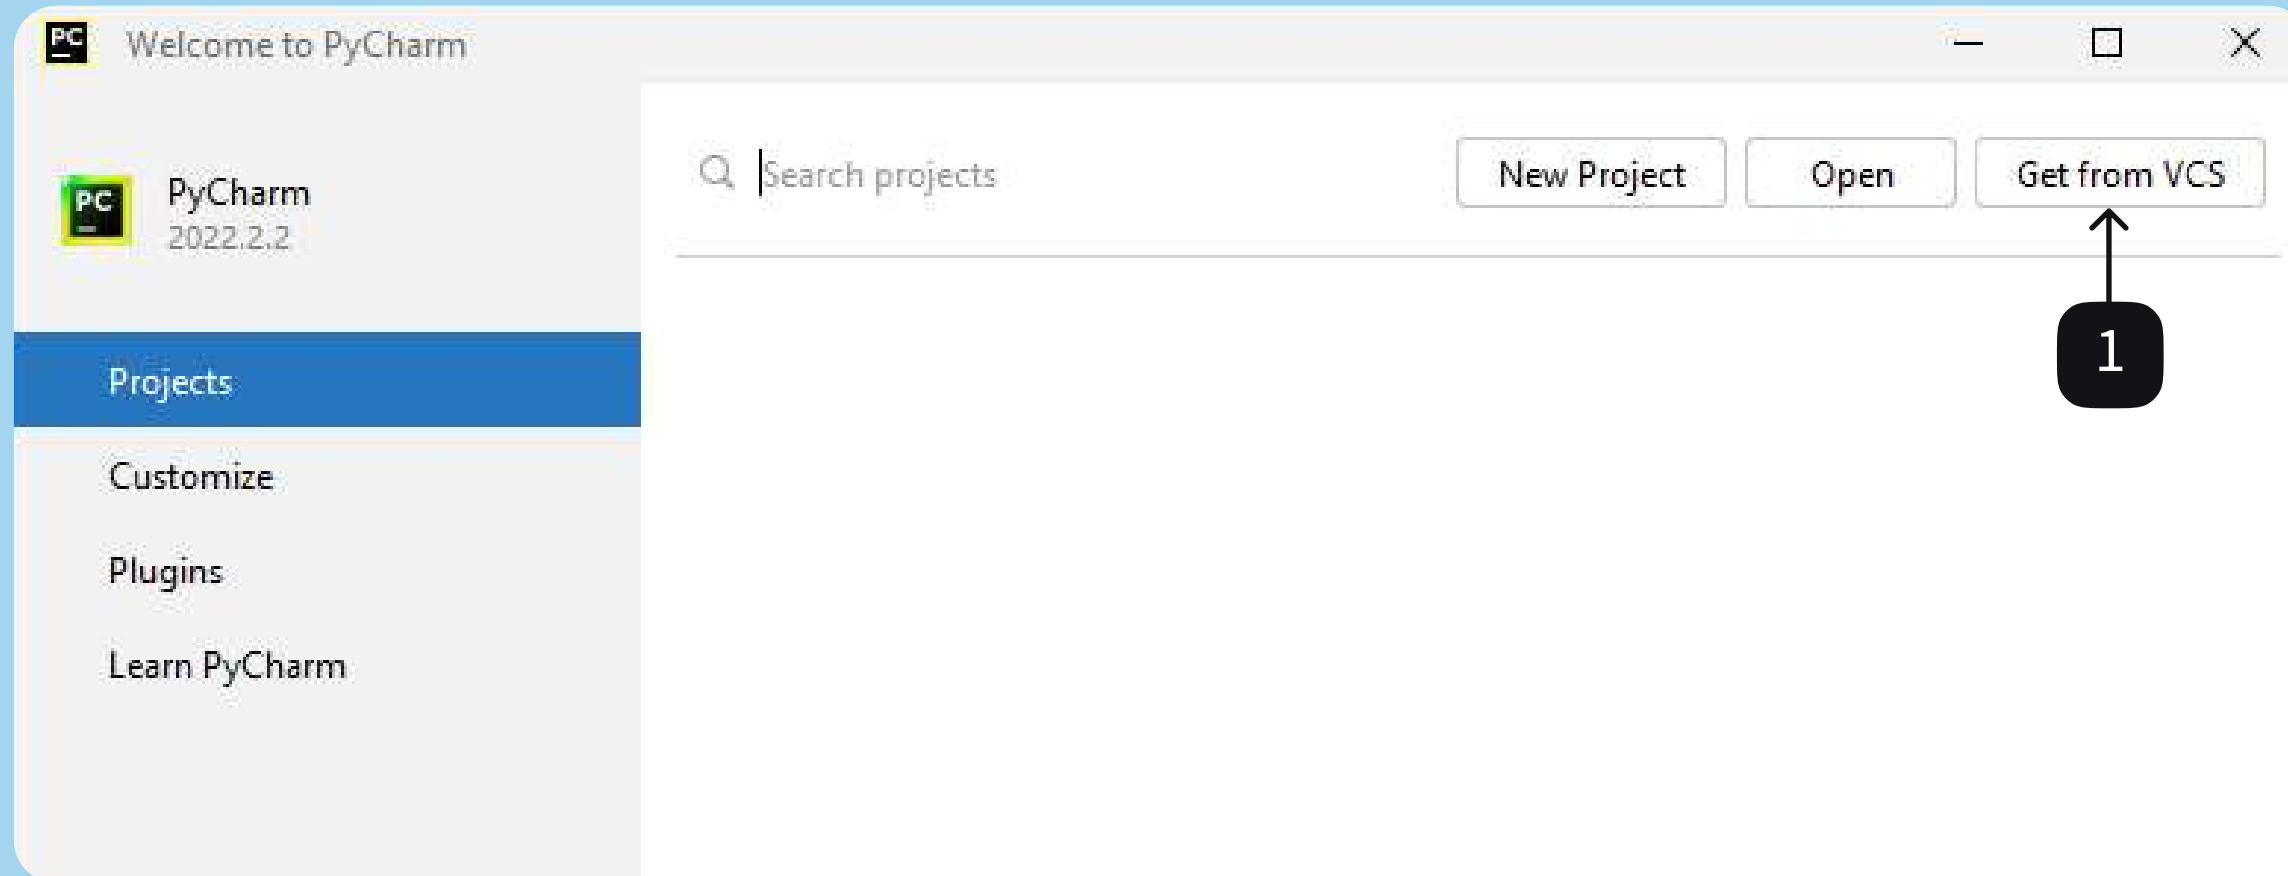 PC Welcome to PyCharm
PC
PyCharm
2022.2.2
Search projects
New Project
Open
Get from VCS
1
Projects
Customize
Plugins
Learn PyCharm